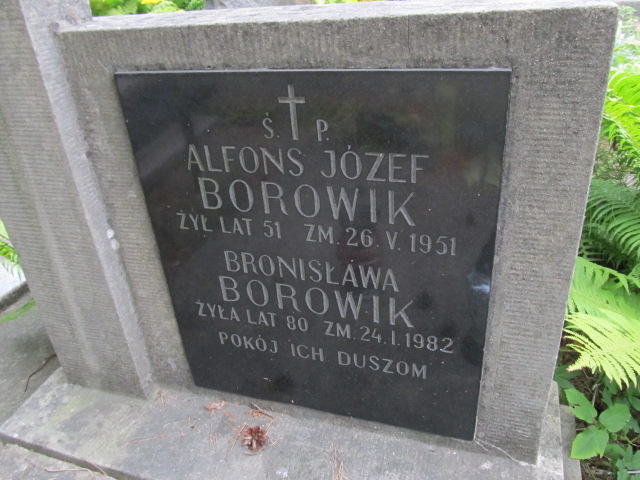 Ś. P.
ALFONS JÓZEF
BOROWIK
ŻYŁ LAT 51 ZM. 26. V. 1951
BRONISŁAWA
BOROWIK
ŻYŁA LAT 80 ZM. 24. I. 1982
POKÓJ ICH DUSZOM